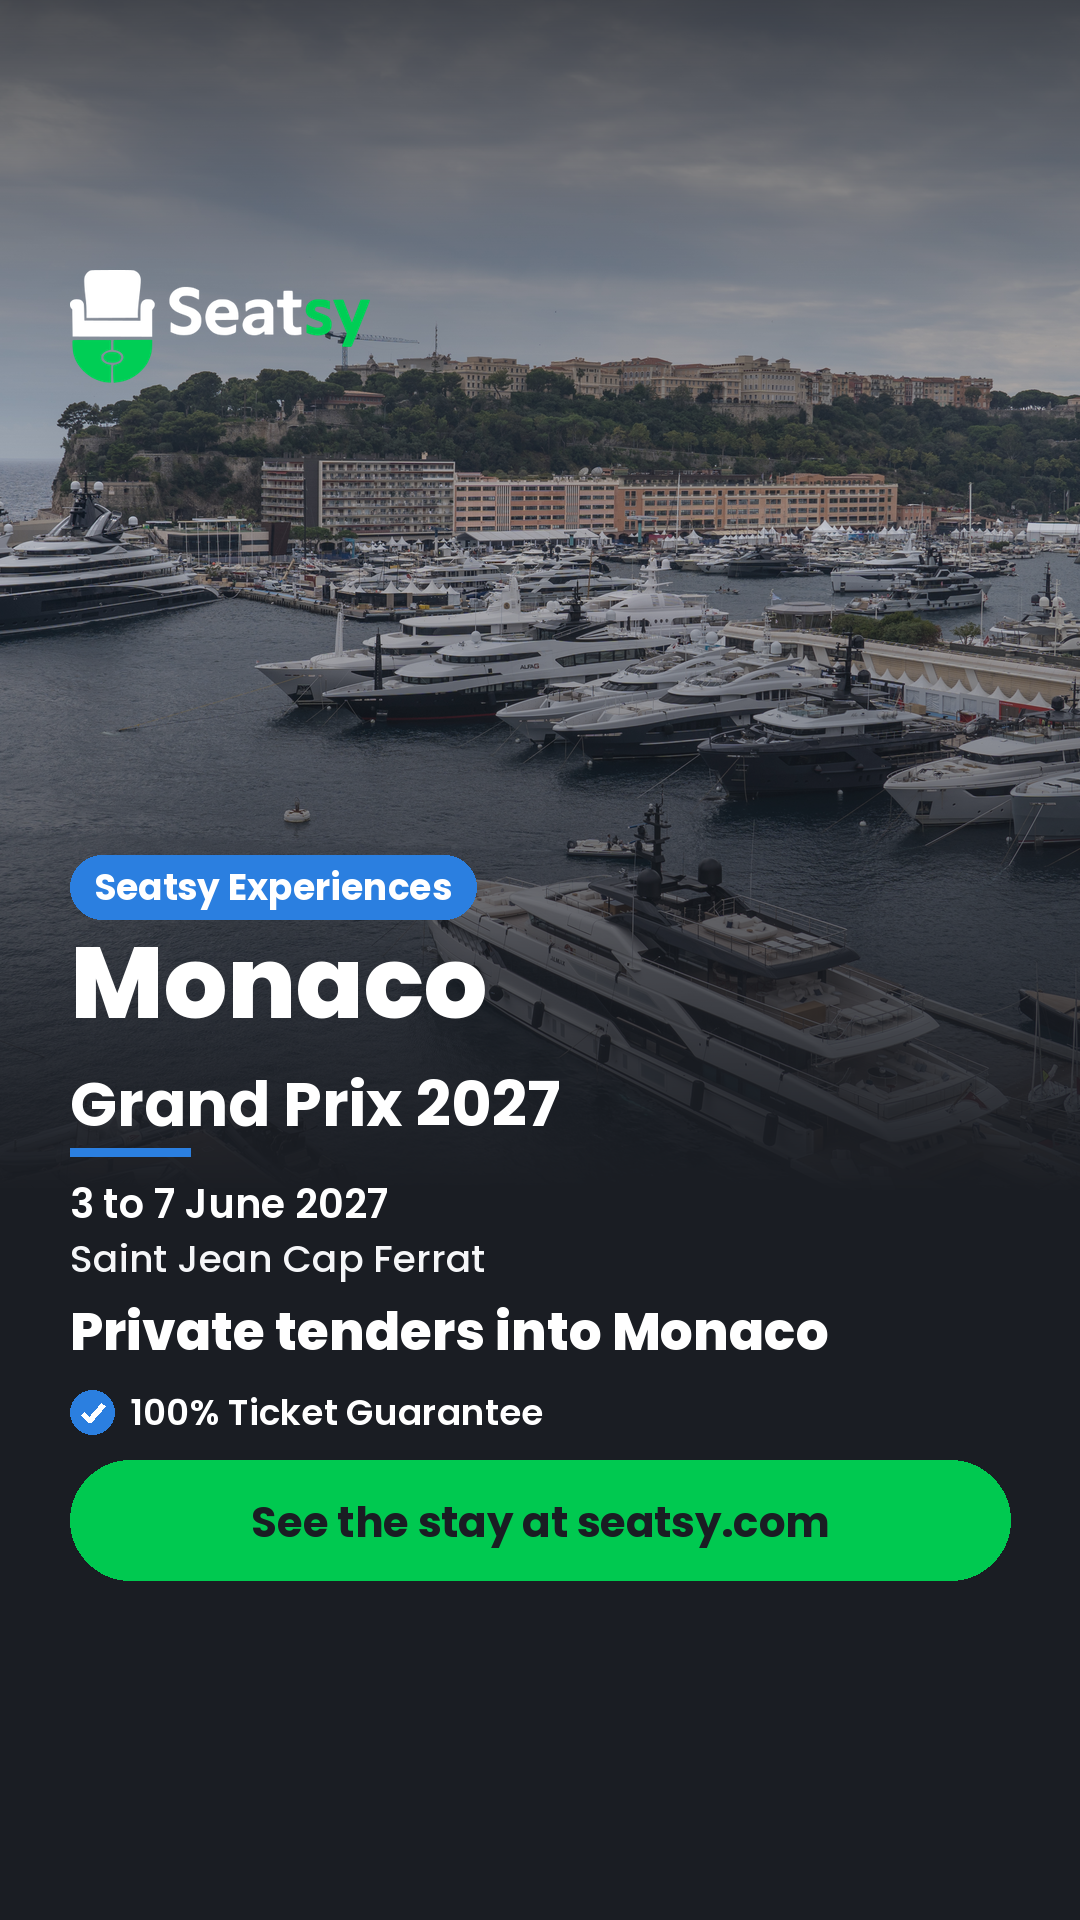 Seatsy
Seatsy Experiences
Monaco
Grand Prix 2027
3 to 7 June 2027
Saint Jean Cap Ferrat
Private tenders into Monaco
100% Ticket Guarantee
See the stay at seatsy.com